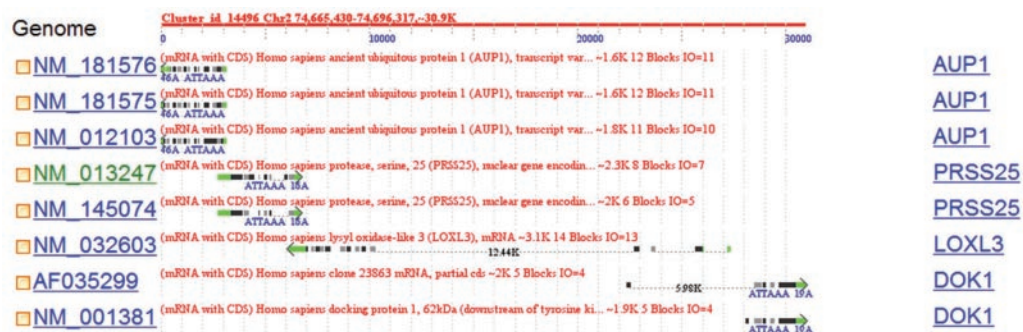 Genome
Cluster_id_14496 Chr2 74,665,430-74,696,317,~30.9K
0 10000 20000 30000
NM_181576 (mRNA with CDS) Homo sapiens ancient ubiquitous protein 1 (AUP1), transcript var... ~1.6K 12 Blocks IO=11 AUP1
46A ATTAAA
NM_181575 (mRNA with CDS) Homo sapiens ancient ubiquitous protein 1 (AUP1), transcript var... ~1.6K 12 Blocks IO=11 AUP1
46A ATTAAA
NM_012103 (mRNA with CDS) Homo sapiens ancient ubiquitous protein 1 (AUP1), transcript var... ~1.8K 11 Blocks IO=10 AUP1
46A ATTAAA
NM_013247 (mRNA with CDS) Homo sapiens protease, serine, 25 (PRSS25), nuclear gene encodin... ~2.3K 8 Blocks IO=7 PRSS25
ATTAAA 18A
NM_145074 (mRNA with CDS) Homo sapiens protease, serine, 25 (PRSS25), nuclear gene encodin... ~2K 6 Blocks IO=5 PRSS25
ATTAAA 18A
NM_032603 (mRNA with CDS) Homo sapiens lysyl oxidase-like 3 (LOXL3), mRNA ~3.1K 14 Blocks IO=13 LOXL3
12.44K
AF035299 (mRNA with CDS) Homo sapiens clone 23863 mRNA, partial cds ~2K 5 Blocks IO=4 DOK1
5.98K
ATTAAA 19A
NM_001381 (mRNA with CDS) Homo sapiens docking protein 1, 62kDa (downstream of tyrosine ki... ~1.9K 5 Blocks IO=4 DOK1
ATTAAA 19A